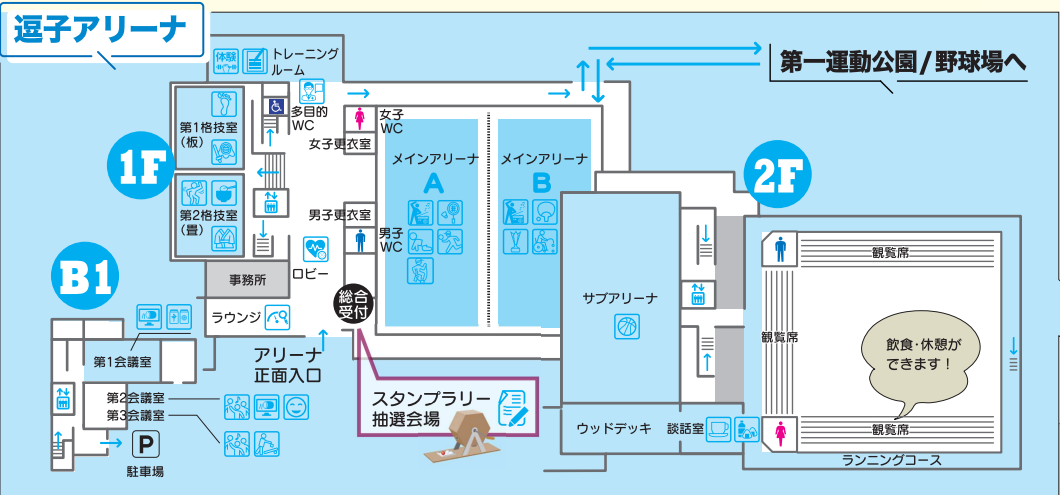 逗子アリーナ
第一運動公園/野球場へ
体験
トレーニング
ルーム
多目的
WC
女子
WC
女子更衣室
第1格技室
(板)
1F
第2格技室
(畳)
男子更衣室
男子
WC
メインアリーナ
A
メインアリーナ
B
2F
事務所
ロビー
B1
ラウンジ
総合
受付
アリーナ
正面入口
サブアリーナ
観覧席
観覧席
飲食・休憩が
できます!
第1会議室
第2会議室
第3会議室
P
駐車場
スタンプラリー
抽選会場
ウッドデッキ
談話室
観覧席
ランニングコース